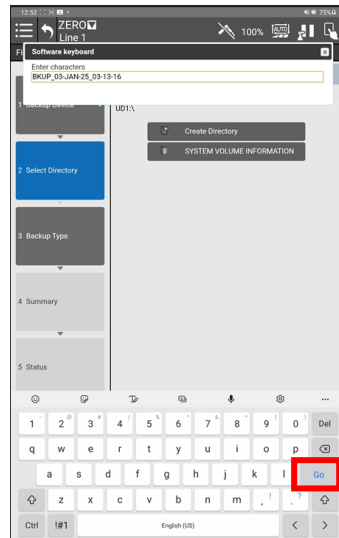 12:52
75%
ZERO
Line 1
100%
AUTO
Software keyboard
Enter characters
BKUP_03-JAN-25_03-13-16
1 Backup Device
UD1:\
Create Directory
2 Select Directory
SYSTEM VOLUME INFORMATION
3 Backup Type
4 Summary
5 Status
1 2 3 4 5 6 7 8 9 0 Del
q w e r t y u i o p
a s d f g h j k l Go
z x c v b n m , ! . ?
Ctrl !#1 English (US) < >